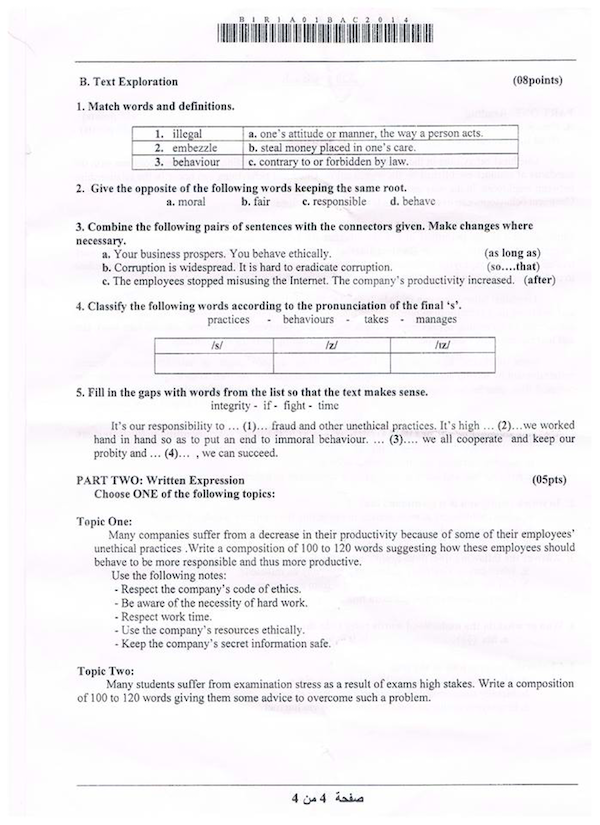 BIRIA01BAC2014
B. Text Exploration (08points)
1. Match words and definitions.
1. illegal a. one's attitude or manner, the way a person acts.
2. embezzle b. steal money placed in one's care.
3. behaviour c. contrary to or forbidden by law.
2. Give the opposite of the following words keeping the same root.
a. moral b. fair c. responsible d. behave
3. Combine the following pairs of sentences with the connectors given. Make changes where
necessary.
a. Your business prospers. You behave ethically. (as long as)
b. Corruption is widespread. It is hard to eradicate corruption. (so....that)
c. The employees stopped misusing the Internet. The company's productivity increased. (after)
4. Classify the following words according to the pronunciation of the final 's'.
practices - behaviours - takes - manages
/s/ /z/ /ɪz/
5. Fill in the gaps with words from the list so that the text makes sense.
integrity - if - fight - time
It's our responsibility to ... (1)... fraud and other unethical practices. It's high ... (2)...we worked
hand in hand so as to put an end to immoral behaviour. ... (3).... we all cooperate and keep our
probity and ... (4)... , we can succeed.
PART TWO: Written Expression (05pts)
Choose ONE of the following topics:
Topic One:
Many companies suffer from a decrease in their productivity because of some of their employees'
unethical practices .Write a composition of 100 to 120 words suggesting how these employees should
behave to be more responsible and thus more productive.
Use the following notes:
- Respect the company's code of ethics.
- Be aware of the necessity of hard work.
- Respect work time.
- Use the company's resources ethically.
- Keep the company's secret information safe.
Topic Two:
Many students suffer from examination stress as a result of exams high stakes. Write a composition
of 100 to 120 words giving them some advice to overcome such a problem.
صفحة 4 من 4